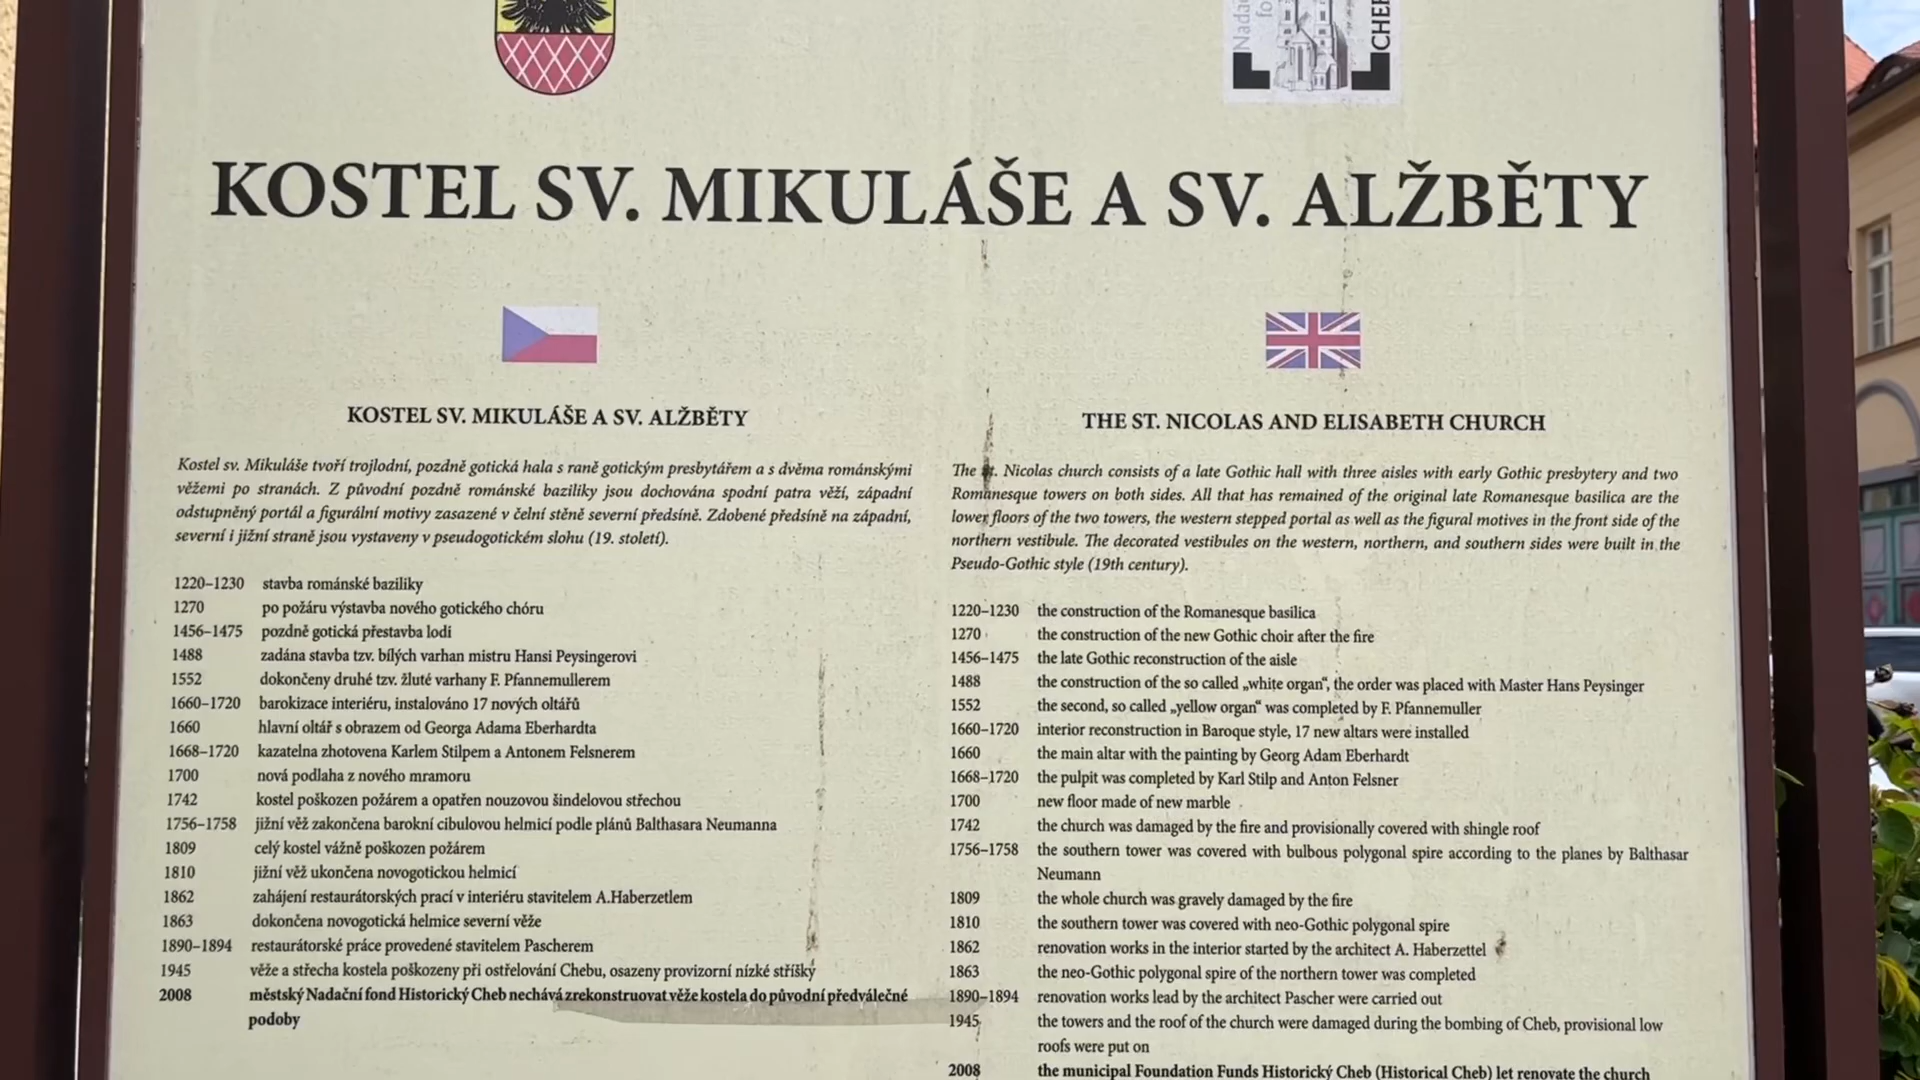 Nadač
fo
CHEB
KOSTEL SV. MIKULÁŠE A SV. ALŽBĚTY
KOSTEL SV. MIKULÁŠE A SV. ALŽBĚTY
Kostel sv. Mikuláše tvoří trojlodní, pozdně gotická hala s raně gotickým presbytářem a s dvěma románskými
věžemi po stranách. Z původní pozdně románské baziliky jsou dochována spodní patra věží, západní
odstupněný portál a figurální motivy zasazené v čelní stěně severní předsíně. Zdobené předsíně na západní,
severní i jižní straně jsou vystaveny v pseudogotickém slohu (19. století).
1220–1230 stavba románské baziliky
1270 po požáru výstavba nového gotického chóru
1456–1475 pozdně gotická přestavba lodi
1488 zadána stavba tzv. bílých varhan mistru Hansi Peysingerovi
1552 dokončeny druhé tzv. žluté varhany F. Pfannemullerem
1660–1720 barokizace interiéru, instalováno 17 nových oltářů
1660 hlavní oltář s obrazem od Georga Adama Eberhardta
1668–1720 kazatelna zhotovena Karlem Stilpem a Antonem Felsnerem
1700 nová podlaha z nového mramoru
1742 kostel poškozen požárem a opatřen nouzovou šindelovou střechou
1756–1758 jižní věž zakončena barokní cibulovou helmicí podle plánů Balthasara Neumanna
1809 celý kostel vážně poškozen požárem
1810 jižní věž ukončena novogotickou helmicí
1862 zahájení restaurátorských prací v interiéru stavitelem A.Haberzetlem
1863 dokončena novogotická helmice severní věže
1890–1894 restaurátorské práce provedené stavitelem Pascherem
1945 věže a střecha kostela poškozeny při ostřelování Chebu, osazeny provizorní nízké stříšky
2008 městský Nadační fond Historický Cheb nechává zrekonstruovat věže kostela do původní předválečné
podoby
THE ST. NICOLAS AND ELISABETH CHURCH
The St. Nicolas church consists of a late Gothic hall with three aisles with early Gothic presbytery and two
Romanesque towers on both sides. All that has remained of the original late Romanesque basilica are the
lower floors of the two towers, the western stepped portal as well as the figural motives in the front side of the
northern vestibule. The decorated vestibules on the western, northern, and southern sides were built in the
Pseudo-Gothic style (19th century).
1220–1230 the construction of the Romanesque basilica
1270 the construction of the new Gothic choir after the fire
1456–1475 the late Gothic reconstruction of the aisle
1488 the construction of the so called „white organ“, the order was placed with Master Hans Peysinger
1552 the second, so called „yellow organ“ was completed by F. Pfannemuller
1660–1720 interior reconstruction in Baroque style, 17 new altars were installed
1660 the main altar with the painting by Georg Adam Eberhardt
1668–1720 the pulpit was completed by Karl Stilp and Anton Felsner
1700 new floor made of new marble
1742 the church was damaged by the fire and provisionally covered with shingle roof
1756–1758 the southern tower was covered with bulbous polygonal spire according to the planes by Balthasar
Neumann
1809 the whole church was gravely damaged by the fire
1810 the southern tower was covered with neo-Gothic polygonal spire
1862 renovation works in the interior started by the architect A. Haberzettel
1863 the neo-Gothic polygonal spire of the northern tower was completed
1890–1894 renovation works lead by the architect Pascher were carried out
1945 the towers and the roof of the church were damaged during the bombing of Cheb, provisional low
roofs were put on
2008 the municipal Foundation Funds Historický Cheb (Historical Cheb) let renovate the church